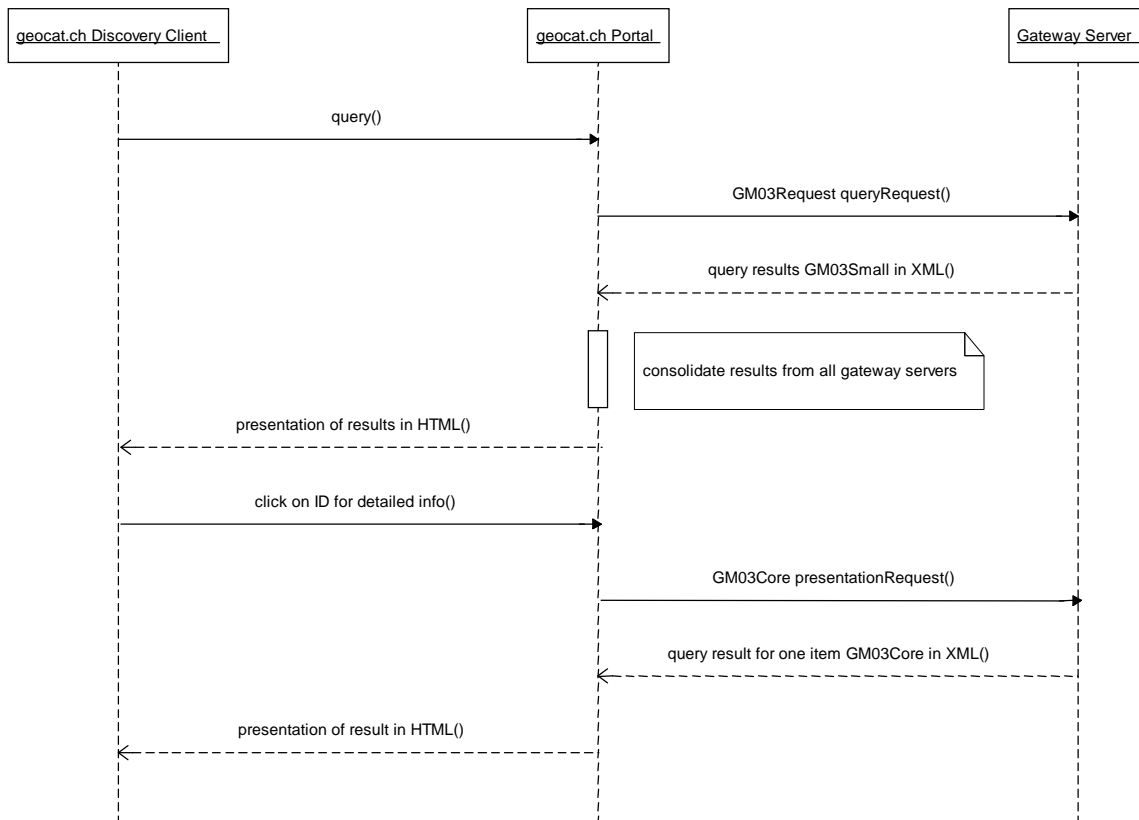 geocat.ch Discovery Client
geocat.ch Portal
Gateway Server
query()
GM03Request queryRequest()
query results GM03Small in XML()
consolidate results from all gateway servers
presentation of results in HTML()
click on ID for detailed info()
GM03Core presentationRequest()
query result for one item GM03Core in XML()
presentation of result in HTML()